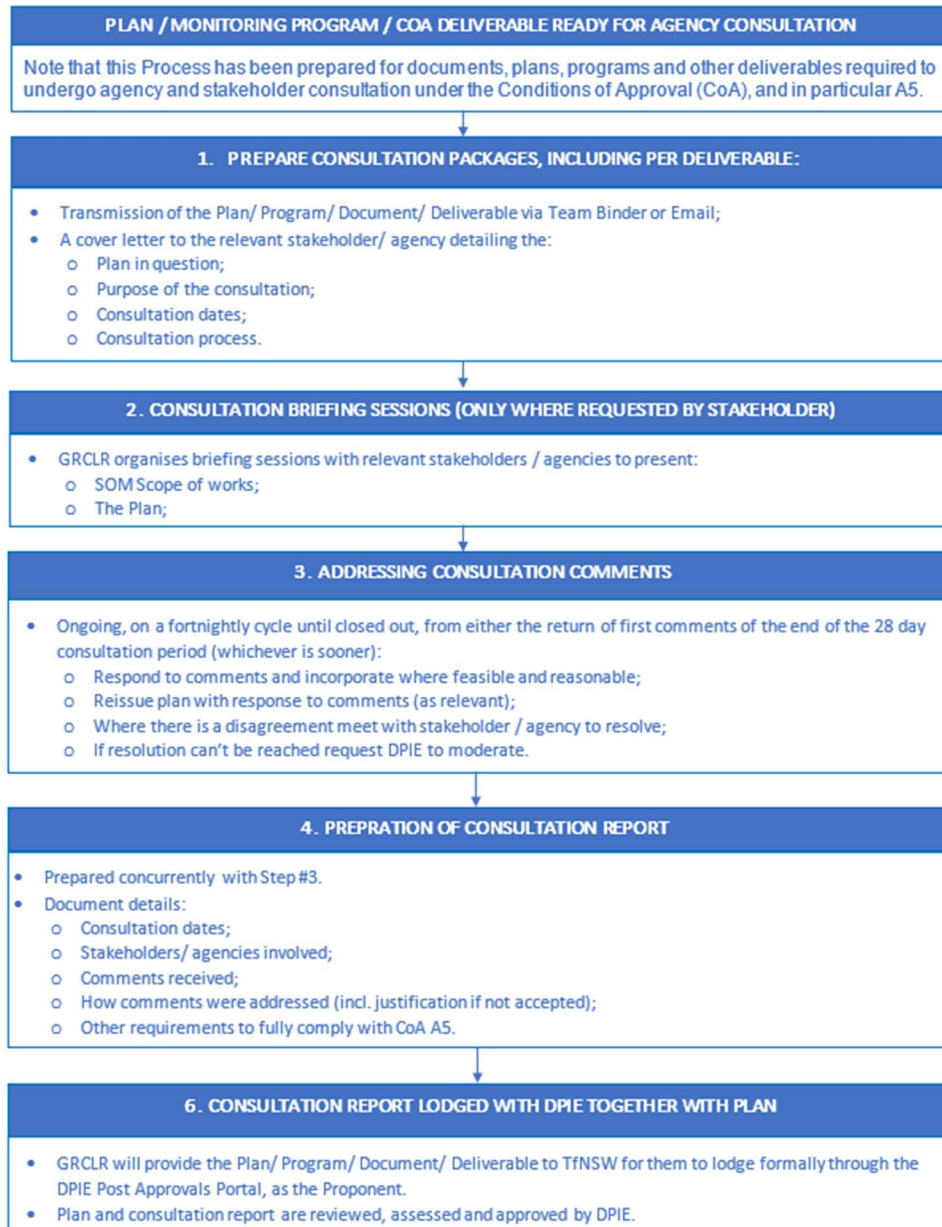 PLAN / MONITORING PROGRAM / COA DELIVERABLE READY FOR AGENCY CONSULTATION
Note that this Process has been prepared for documents, plans, programs and other deliverables required to
undergo agency and stakeholder consultation under the Conditions of Approval (CoA), and in particular A5.
1. PREPARE CONSULTATION PACKAGES, INCLUDING PER DELIVERABLE:
• Transmission of the Plan/ Program/ Document/ Deliverable via Team Binder or Email;
• A cover letter to the relevant stakeholder/ agency detailing the:
o Plan in question;
o Purpose of the consultation;
o Consultation dates;
o Consultation process.
2. CONSULTATION BRIEFING SESSIONS (ONLY WHERE REQUESTED BY STAKEHOLDER)
• GRCLR organises briefing sessions with relevant stakeholders / agencies to present:
o SOM Scope of works;
o The Plan;
3. ADDRESSING CONSULTATION COMMENTS
• Ongoing, on a fortnightly cycle until closed out, from either the return of first comments of the end of the 28 day
consultation period (whichever is sooner):
o Respond to comments and incorporate where feasible and reasonable;
o Reissue plan with response to comments (as relevant);
o Where there is a disagreement meet with stakeholder / agency to resolve;
o If resolution can't be reached request DPIE to moderate.
4. PREPRATION OF CONSULTATION REPORT
• Prepared concurrently with Step #3.
• Document details:
o Consultation dates;
o Stakeholders/ agencies involved;
o Comments received;
o How comments were addressed (incl. justification if not accepted);
o Other requirements to fully comply with CoA A5.
6. CONSULTATION REPORT LODGED WITH DPIE TOGETHER WITH PLAN
• GRCLR will provide the Plan/ Program/ Document/ Deliverable to TfNSW for them to lodge formally through the
DPIE Post Approvals Portal, as the Proponent.
• Plan and consultation report are reviewed, assessed and approved by DPIE.